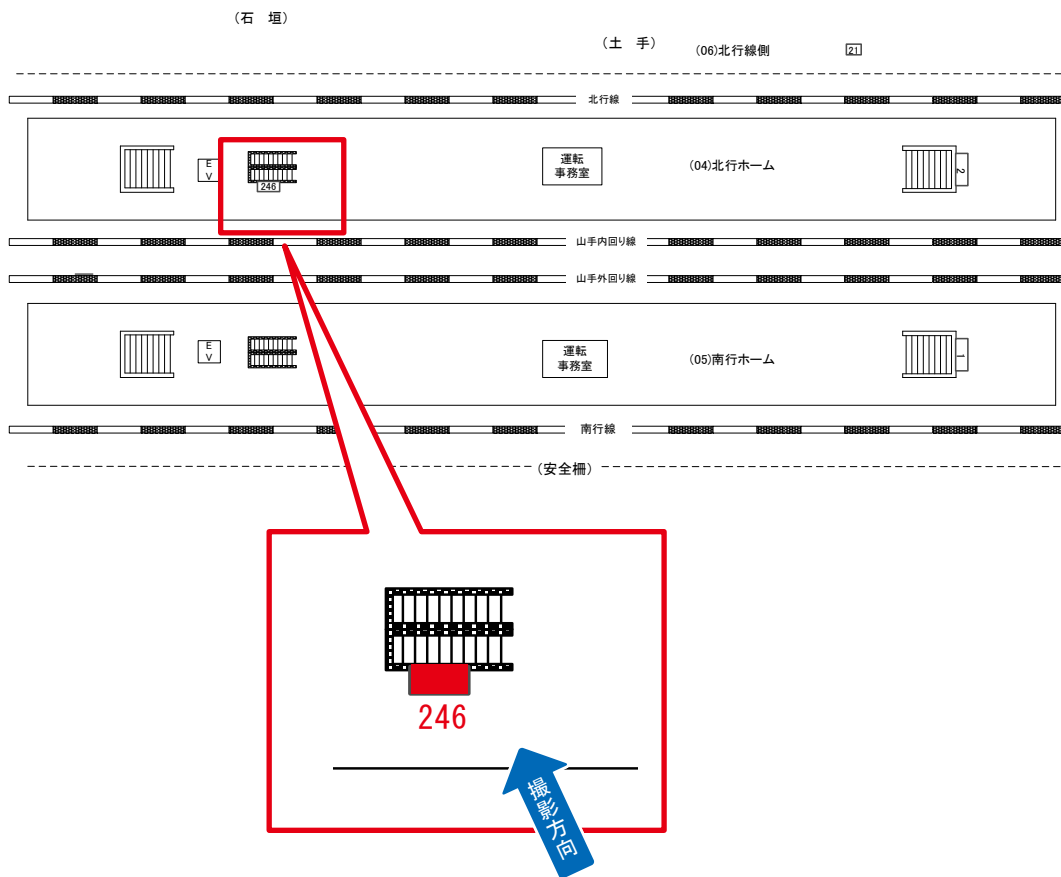 (石　垣)
(土　手)
(06)北行線側
21
北行線
E
V
246
運転
事務室
(04)北行ホーム
2
山手内回り線
山手外回り線
E
V
運転
事務室
(05)南行ホーム
1
南行線
(安全柵)
246
撮影方向